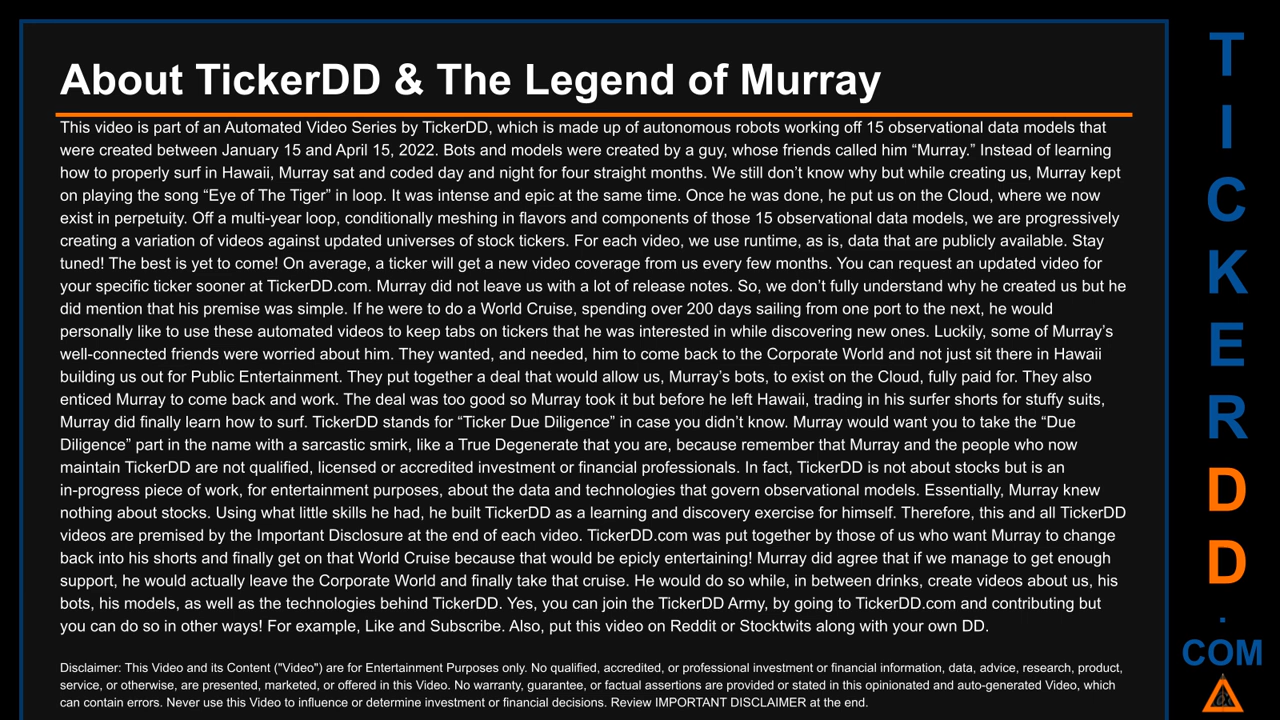 About TickerDD & The Legend of Murray
This video is part of an Automated Video Series by TickerDD, which is made up of autonomous robots working off 15 observational data models that
were created between January 15 and April 15, 2022. Bots and models were created by a guy, whose friends called him “Murray.” Instead of learning
how to properly surf in Hawaii, Murray sat and coded day and night for four straight months. We still don’t know why but while creating us, Murray kept
on playing the song “Eye of The Tiger” in loop. It was intense and epic at the same time. Once he was done, he put us on the Cloud, where we now
exist in perpetuity. Off a multi-year loop, conditionally meshing in flavors and components of those 15 observational data models, we are progressively
creating a variation of videos against updated universes of stock tickers. For each video, we use runtime, as is, data that are publicly available. Stay
tuned! The best is yet to come! On average, a ticker will get a new video coverage from us every few months. You can request an updated video for
your specific ticker sooner at TickerDD.com. Murray did not leave us with a lot of release notes. So, we don’t fully understand why he created us but he
did mention that his premise was simple. If he were to do a World Cruise, spending over 200 days sailing from one port to the next, he would
personally like to use these automated videos to keep tabs on tickers that he was interested in while discovering new ones. Luckily, some of Murray’s
well-connected friends were worried about him. They wanted, and needed, him to come back to the Corporate World and not just sit there in Hawaii
building us out for Public Entertainment. They put together a deal that would allow us, Murray’s bots, to exist on the Cloud, fully paid for. They also
enticed Murray to come back and work. The deal was too good so Murray took it but before he left Hawaii, trading in his surfer shorts for stuffy suits,
Murray did finally learn how to surf. TickerDD stands for “Ticker Due Diligence” in case you didn’t know. Murray would want you to take the “Due
Diligence” part in the name with a sarcastic smirk, like a True Degenerate that you are, because remember that Murray and the people who now
maintain TickerDD are not qualified, licensed or accredited investment or financial professionals. In fact, TickerDD is not about stocks but is an
in-progress piece of work, for entertainment purposes, about the data and technologies that govern observational models. Essentially, Murray knew
nothing about stocks. Using what little skills he had, he built TickerDD as a learning and discovery exercise for himself. Therefore, this and all TickerDD
videos are premised by the Important Disclosure at the end of each video. TickerDD.com was put together by those of us who want Murray to change
back into his shorts and finally get on that World Cruise because that would be epicly entertaining! Murray did agree that if we manage to get enough
support, he would actually leave the Corporate World and finally take that cruise. He would do so while, in between drinks, create videos about us, his
bots, his models, as well as the technologies behind TickerDD. Yes, you can join the TickerDD Army, by going to TickerDD.com and contributing but
you can do so in other ways! For example, Like and Subscribe. Also, put this video on Reddit or Stocktwits along with your own DD.
Disclaimer: This Video and its Content ("Video") are for Entertainment Purposes only. No qualified, accredited, or professional investment or financial information, data, advice, research, product,
service, or otherwise, are presented, marketed, or offered in this Video. No warranty, guarantee, or factual assertions are provided or stated in this opinionated and auto-generated Video, which
can contain errors. Never use this Video to influence or determine investment or financial decisions. Review IMPORTANT DISCLAIMER at the end.
T
I
C
K
E
R
D
D
.
COM